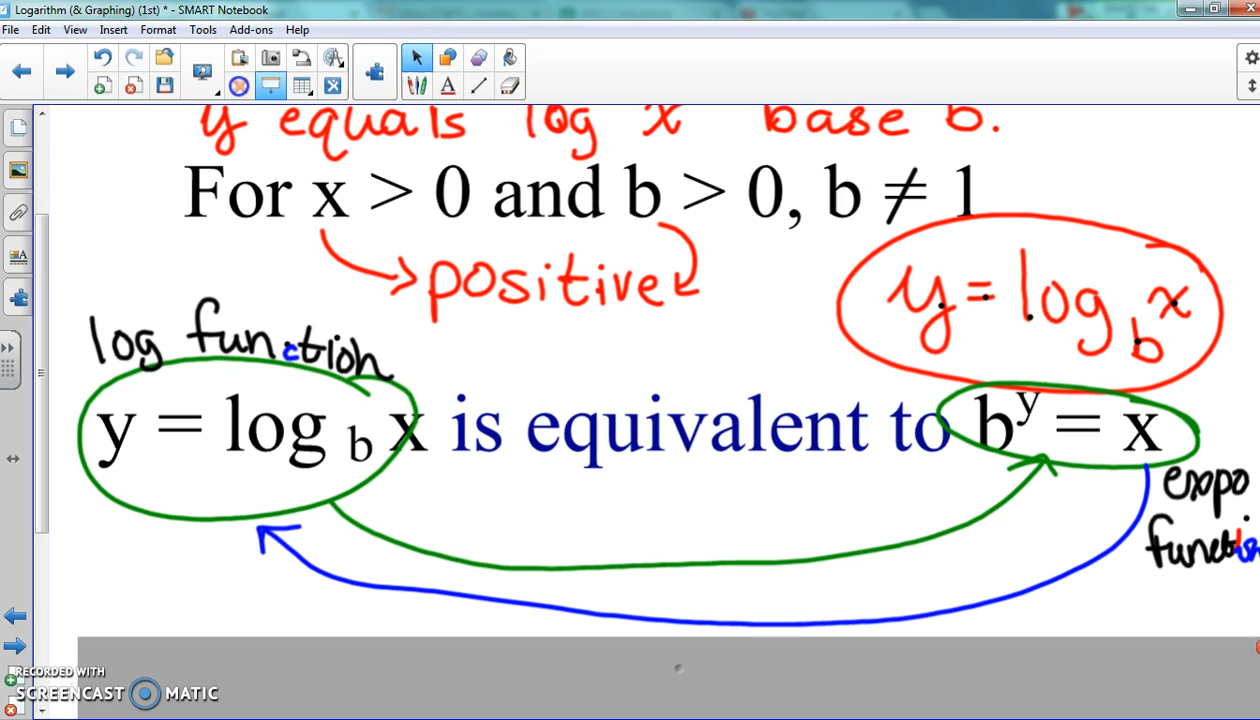 Logarithm (& Graphing) (1st) * - SMART Notebook
File Edit View Insert Format Tools Add-ons Help
y equals log x base b.
For x > 0 and b > 0, b ≠ 1
positive
y = log b x
log function
y = log b x is equivalent to b^y = x
expo
function
RECORDED WITH
SCREENCAST MATIC